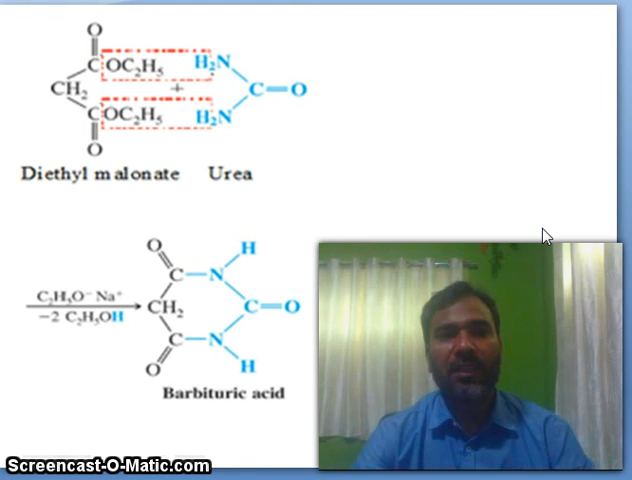 O
C OC₂H₅ H₂N
CH₂ + C=O
C OC₂H₅ H₂N
O
Diethyl malonate Urea
O H
C—N
C₂H₅O⁻ Na⁺
CH₂ C=O
−2 C₂H₅OH
C—N
O H
Barbituric acid
Screencast-O-Matic.com